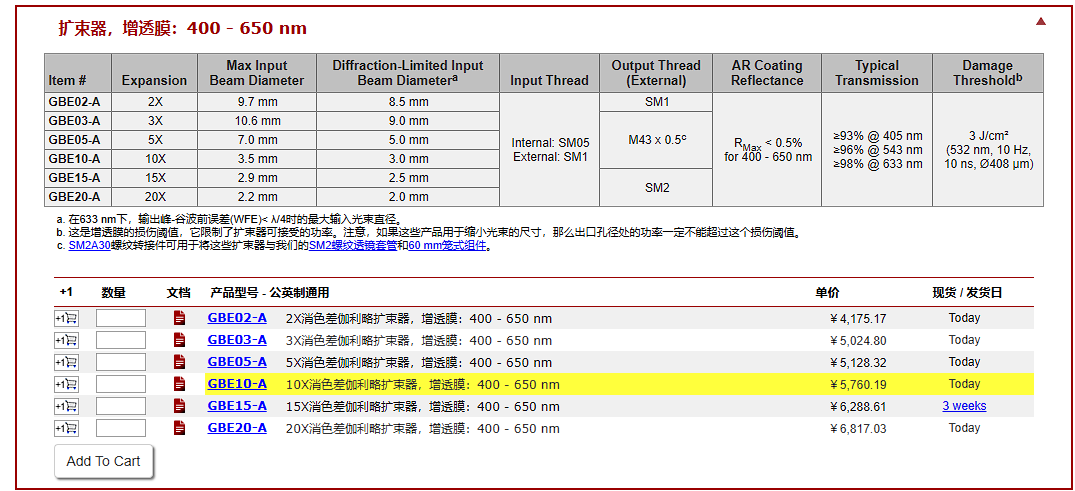 扩束器，增透膜：400 - 650 nm
Item # Expansion Max Input Beam Diameter Diffraction-Limited Input Beam Diameterᵃ Input Thread Output Thread (External) AR Coating Reflectance Typical Transmission Damage Thresholdᵇ
GBE02-A 2X 9.7 mm 8.5 mm Internal: SM05 External: SM1 SM1 RMax < 0.5% for 400 - 650 nm ≥93% @ 405 nm ≥96% @ 543 nm ≥98% @ 633 nm 3 J/cm² (532 nm, 10 Hz, 10 ns, Ø408 μm)
GBE03-A 3X 10.6 mm 9.0 mm M43 x 0.5ᶜ
GBE05-A 5X 7.0 mm 5.0 mm
GBE10-A 10X 3.5 mm 3.0 mm
GBE15-A 15X 2.9 mm 2.5 mm SM2
GBE20-A 20X 2.2 mm 2.0 mm
a. 在633 nm下，输出峰-谷波前误差(WFE)< λ/4时的最大输入光束直径。
b. 这是增透膜的损伤阈值，它限制了扩束器可接受的功率。注意，如果这些产品用于缩小光束的尺寸，那么出口孔径处的功率一定不能超过这个损伤阈值。
c. SM2A30螺纹转接件可用于将这些扩束器与我们的SM2螺纹透镜套管和60 mm笼式组件。
+1 数量 文档 产品型号 - 公英制通用 单价 现货 / 发货日
+1 GBE02-A 2X消色差伽利略扩束器，增透膜：400 - 650 nm ￥4,175.17 Today
+1 GBE03-A 3X消色差伽利略扩束器，增透膜：400 - 650 nm ￥5,024.80 Today
+1 GBE05-A 5X消色差伽利略扩束器，增透膜：400 - 650 nm ￥5,128.32 Today
+1 GBE10-A 10X消色差伽利略扩束器，增透膜：400 - 650 nm ￥5,760.19 Today
+1 GBE15-A 15X消色差伽利略扩束器，增透膜：400 - 650 nm ￥6,288.61 3 weeks
+1 GBE20-A 20X消色差伽利略扩束器，增透膜：400 - 650 nm ￥6,817.03 Today
Add To Cart